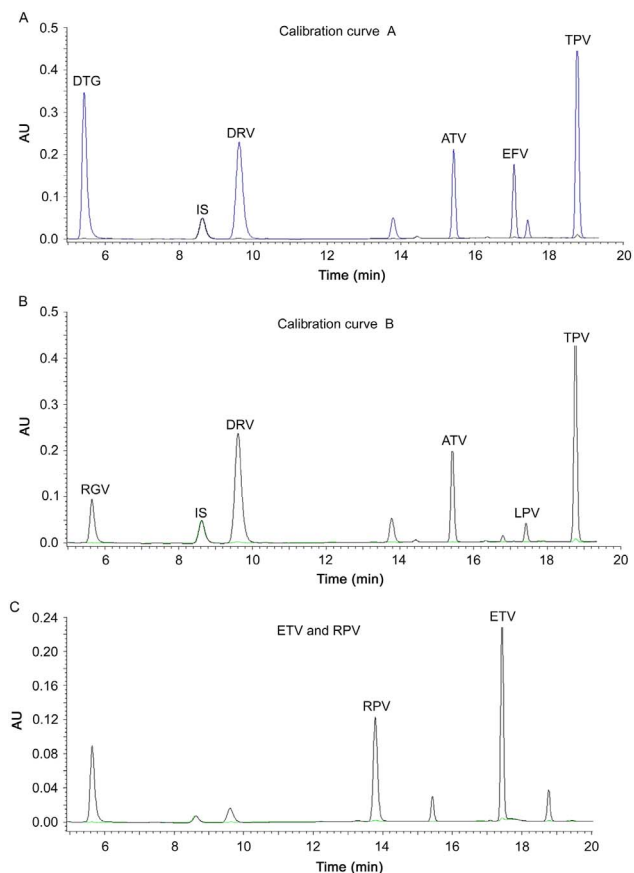 A
Calibration curve A
0.5
0.4
0.3
0.2
0.1
0.0
AU
DTG
IS
DRV
ATV
EFV
TPV
6 8 10 12 14 16 18 20
Time (min)
B
Calibration curve B
0.5
0.4
0.3
0.2
0.1
0.0
AU
RGV
IS
DRV
ATV
LPV
TPV
6 8 10 12 14 16 18 20
Time (min)
C
ETV and RPV
0.24
0.20
0.16
0.12
0.08
0.04
0.00
AU
RPV
ETV
6 8 10 12 14 16 18 20
Time (min)